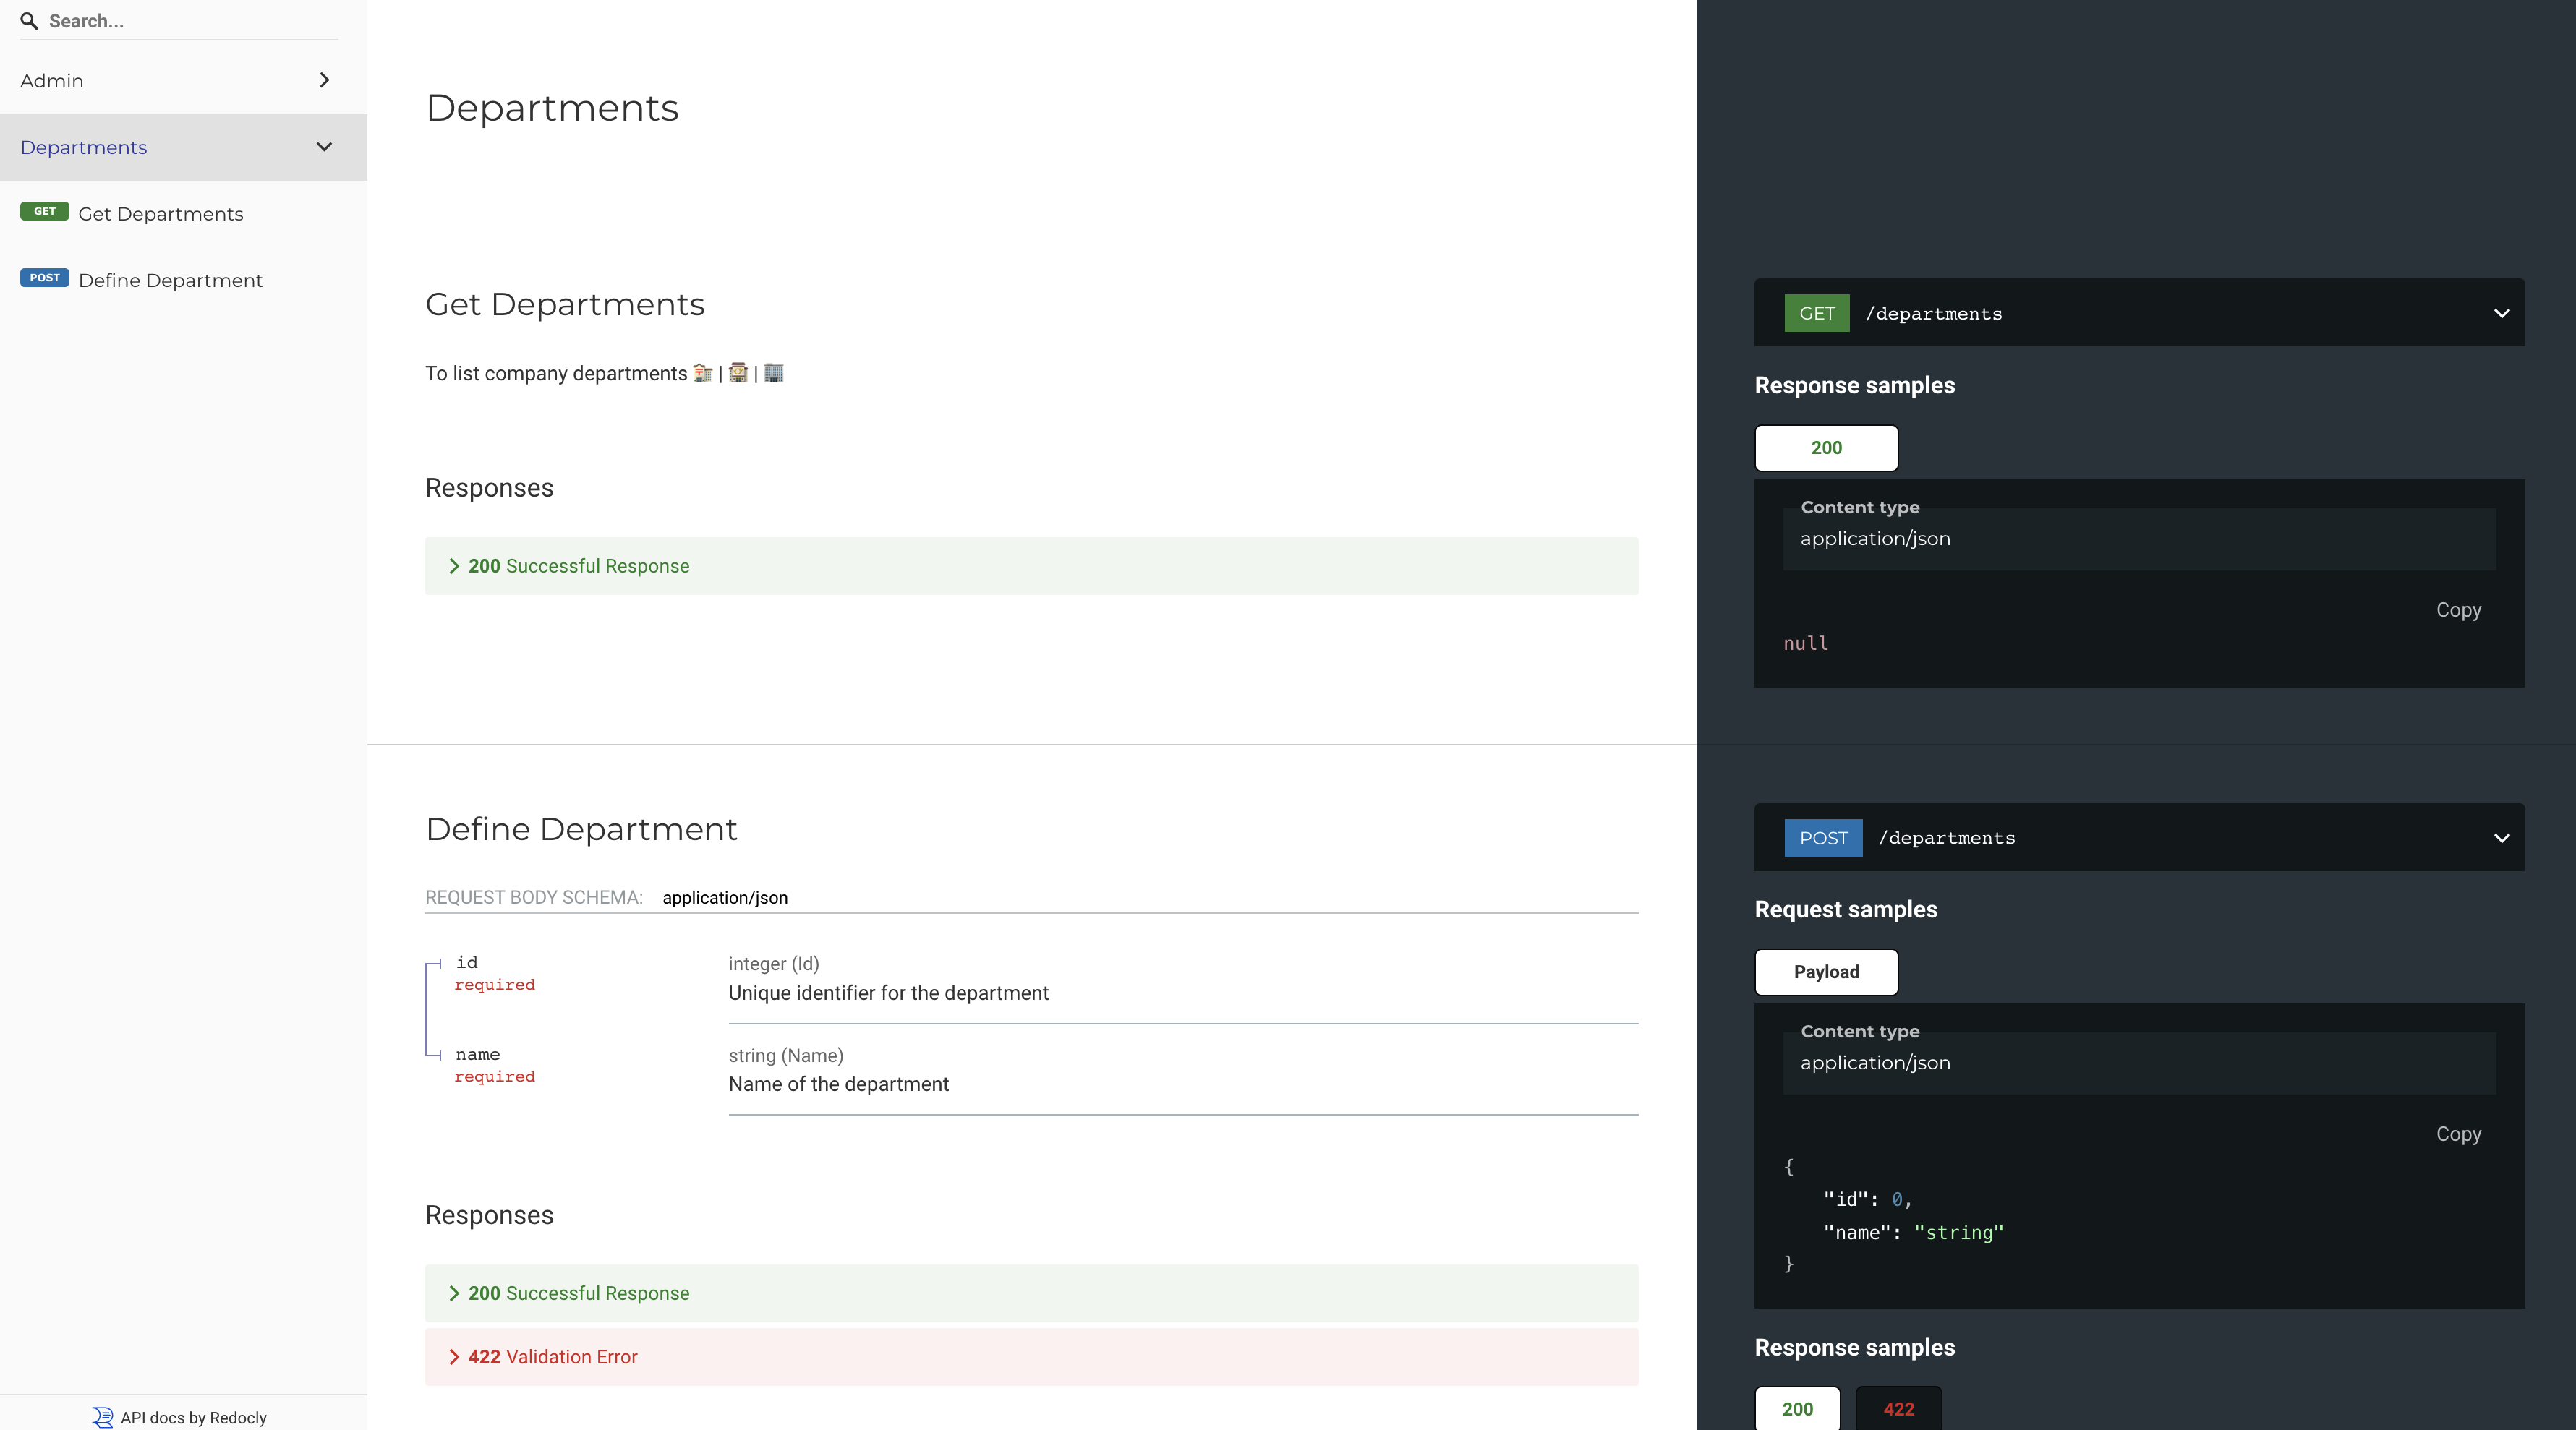 Search...
Admin
Departments
GET Get Departments
POST Define Department
API docs by Redocly
Departments
Get Departments
To list company departments 🏤 | 🏩 | 🏢
Responses
200 Successful Response
Define Department
REQUEST BODY SCHEMA: application/json
id
required
integer (Id)
Unique identifier for the department
name
required
string (Name)
Name of the department
Responses
200 Successful Response
422 Validation Error
GET /departments
Response samples
200
Content type
application/json
Copy
null
POST /departments
Request samples
Payload
Content type
application/json
Copy
{
"id": 0,
"name": "string"
}
Response samples
200 422